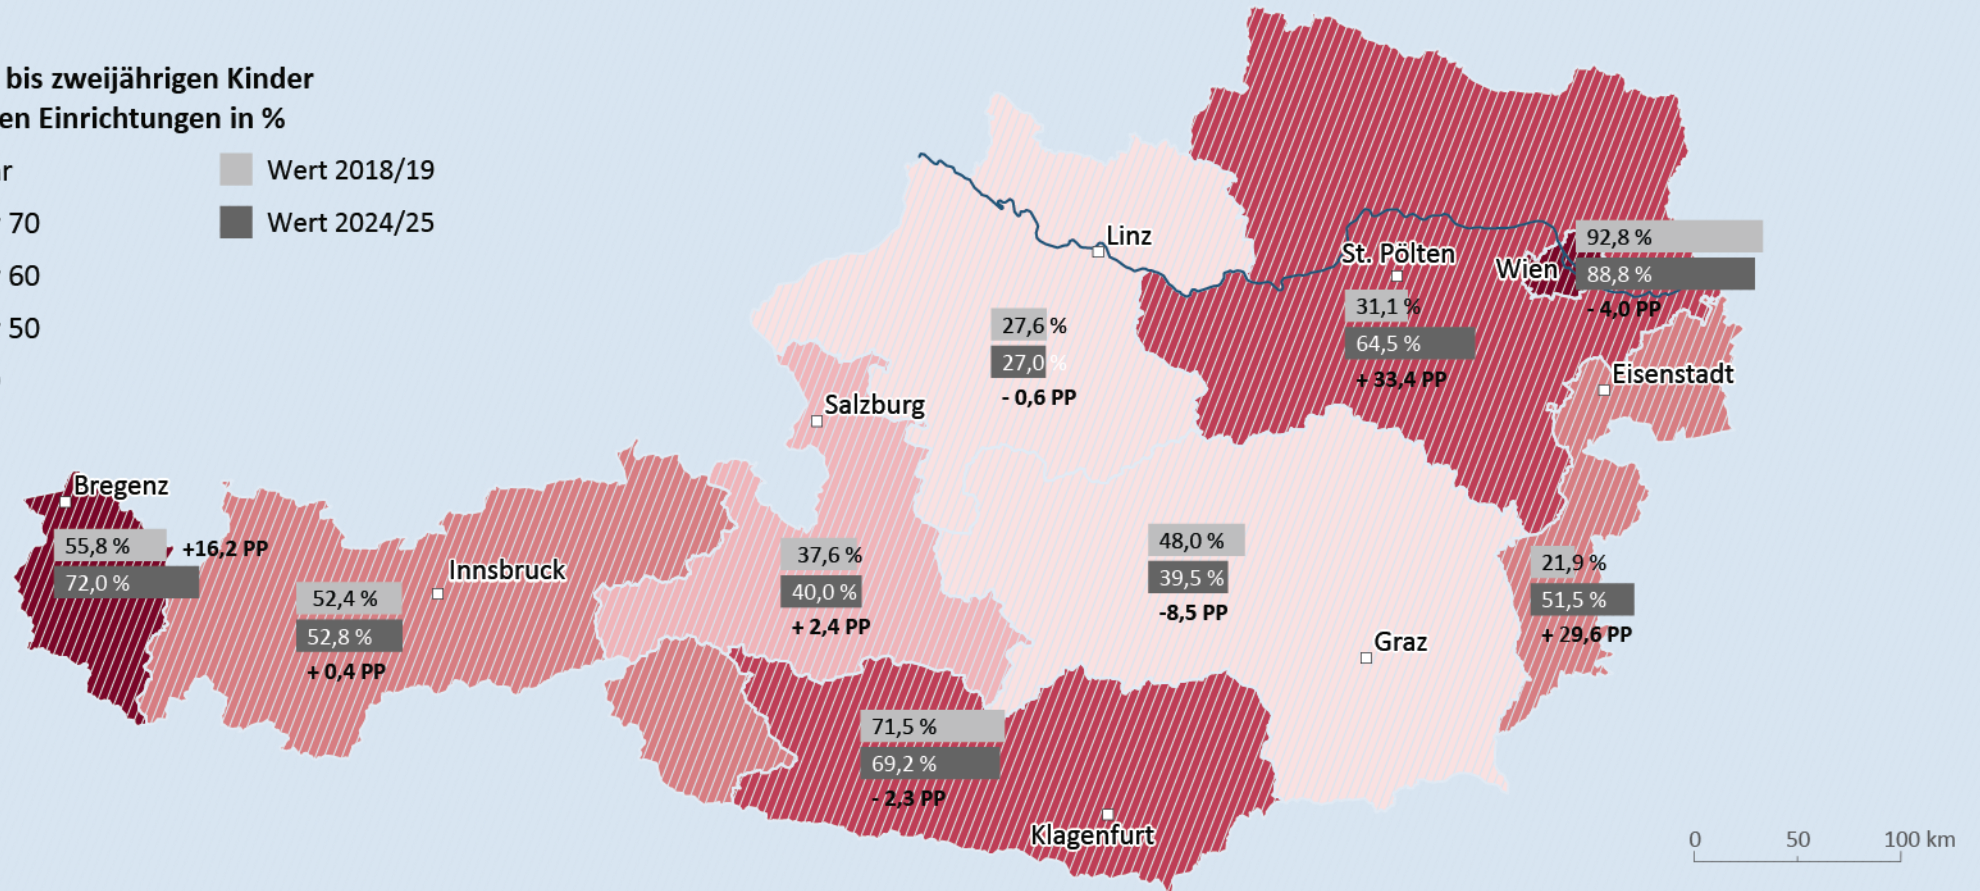 bis zweijährigen Kinder
en Einrichtungen in %
r
70
60
50
Wert 2018/19
Wert 2024/25
Linz
St. Pölten
Wien
92,8 %
88,8 %
- 4,0 PP
31,1 %
64,5 %
+ 33,4 PP
27,6 %
27,0 %
- 0,6 PP
Eisenstadt
Salzburg
Bregenz
55,8 %
+16,2 PP
72,0 %
Innsbruck
52,4 %
52,8 %
+ 0,4 PP
37,6 %
40,0 %
+ 2,4 PP
48,0 %
39,5 %
-8,5 PP
21,9 %
51,5 %
+ 29,6 PP
Graz
71,5 %
69,2 %
- 2,3 PP
Klagenfurt
0 50 100 km